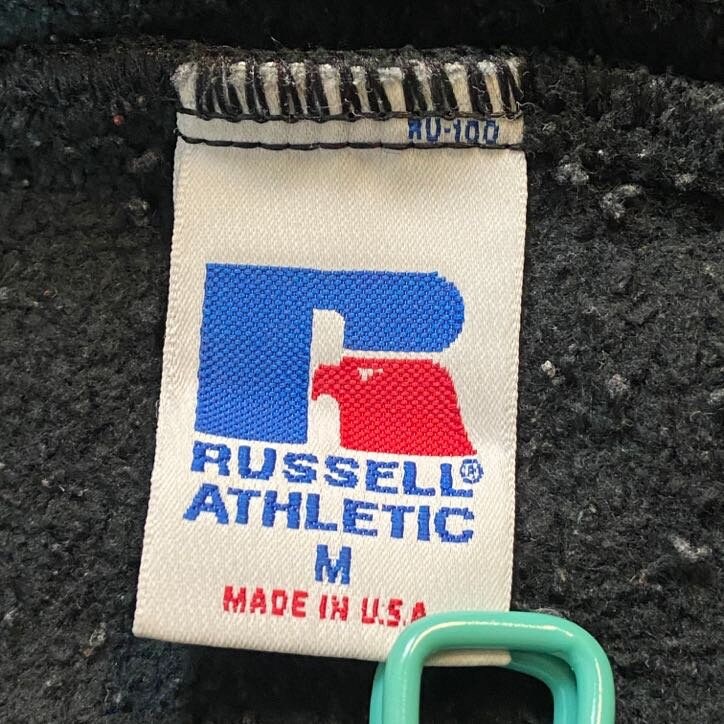 RU-100
RUSSELL®
ATHLETIC
M
MADE IN U.S.A